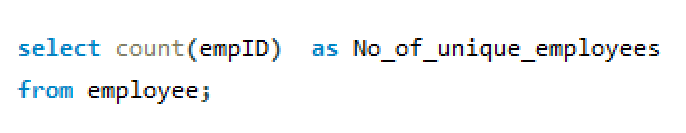 select count(empID)  as No_of_unique_employees
from employee;